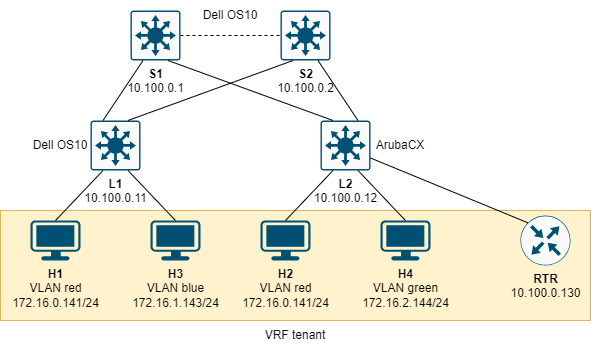 Dell OS10
S1
10.100.0.1
S2
10.100.0.2
Dell OS10
ArubaCX
L1
10.100.0.11
L2
10.100.0.12
H1
VLAN red
172.16.0.141/24
H3
VLAN blue
172.16.1.143/24
H2
VLAN red
172.16.0.141/24
H4
VLAN green
172.16.2.144/24
RTR
10.100.0.130
VRF tenant